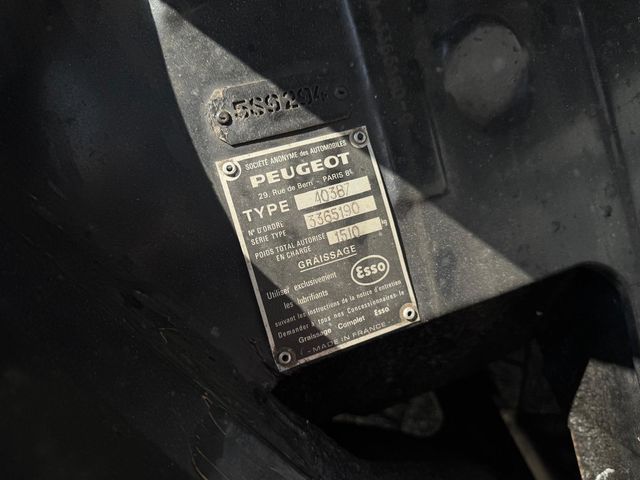 5S9294
SOCIÉTÉ ANONYME des AUTOMOBILES
PEUGEOT
29, Rue de Berri - PARIS 8E
TYPE 403B7
N° D'ORDRE 3365190
SÉRIE TYPE
POIDS TOTAL AUTORISE 1510 kg
EN CHARGE
GRAISSAGE
Esso
Utiliser exclusivement
les lubrifiants
suivant les instructions de la notice d'entretien
Demander à tous nos Concessionnaires le
Graissage Complet Esso
- MADE IN FRANCE -